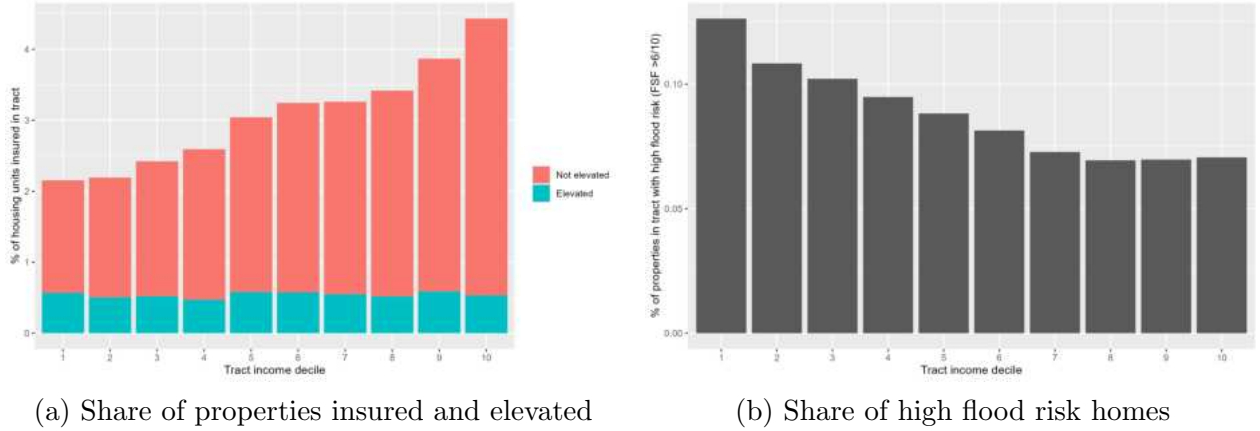 % of housing units insured in tract
4
3
2
1
0
1 2 3 4 5 6 7 8 9 10
Tract income decile
Not elevated
Elevated
(a) Share of properties insured and elevated
% of properties in tract with high flood risk (FSF >6/10)
0.10
0.05
0.00
1 2 3 4 5 6 7 8 9 10
Tract income decile
(b) Share of high flood risk homes